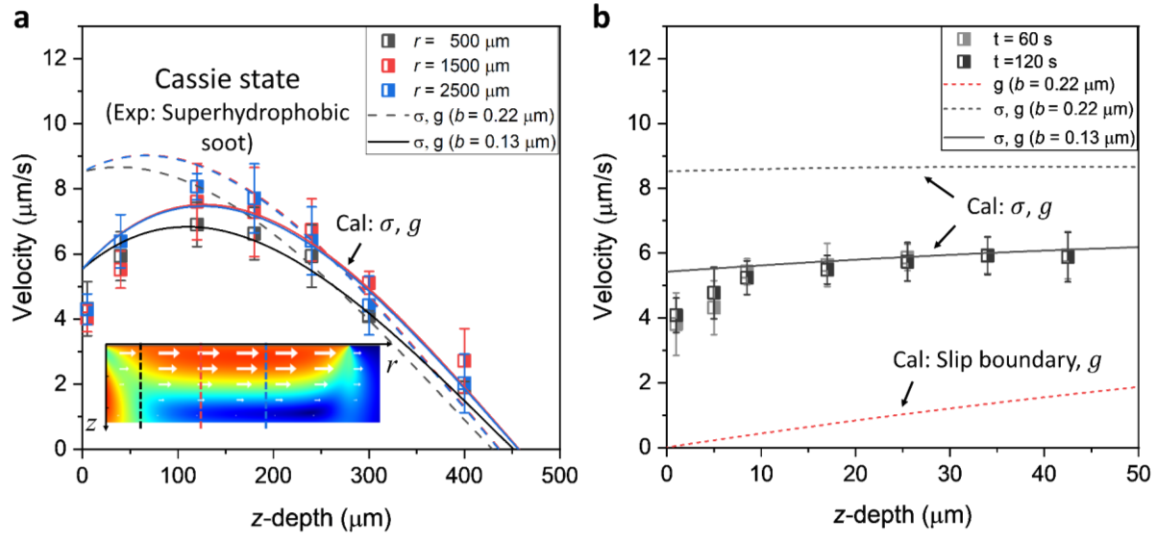 a
12
10
8
6
4
2
0
Velocity (μm/s)
0
100
200
300
400
500
z-depth (μm)
Cassie state
(Exp: Superhydrophobic
soot)
r = 500 μm
r = 1500 μm
r = 2500 μm
σ, g (b = 0.22 μm)
σ, g (b = 0.13 μm)
Cal: σ, g
r
z
b
12
10
8
6
4
2
0
Velocity (μm/s)
0
10
20
30
40
50
z-depth (μm)
t = 60 s
t =120 s
g (b = 0.22 μm)
σ, g (b = 0.22 μm)
σ, g (b = 0.13 μm)
Cal: σ, g
Cal: Slip boundary, g